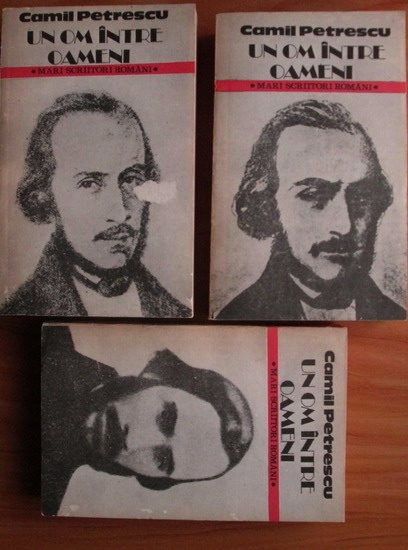 Camil Petrescu
UN OM ÎNTRE
OAMENI
• MARI SCRIITORI ROMÂNI •
Camil Petrescu
UN OM ÎNTRE
OAMENI
• MARI SCRIITORI ROMÂNI •
Camil Petrescu
UN OM ÎNTRE
OAMENI
• MARI SCRIITORI ROMÂNI •